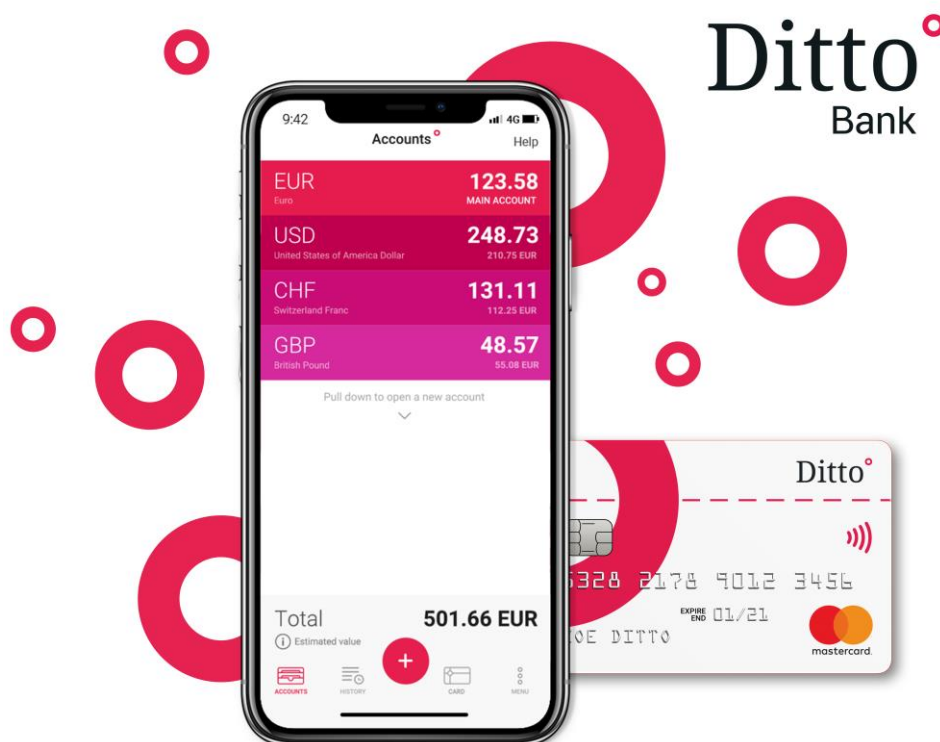 Ditto
Bank
9:42
4G
Accounts
Help
EUR
123.58
Euro
MAIN ACCOUNT
USD
248.73
United States of America Dollar
210.75 EUR
CHF
131.11
Switzerland Franc
112.25 EUR
GBP
48.57
British Pound
55.08 EUR
Pull down to open a new account
Total
501.66 EUR
i
Estimated value
+
ACCOUNTS
HISTORY
CARD
MENU
Ditto
5328 2178 9012 3456
EXPIRE
END
01/21
OE DITTO
mastercard.